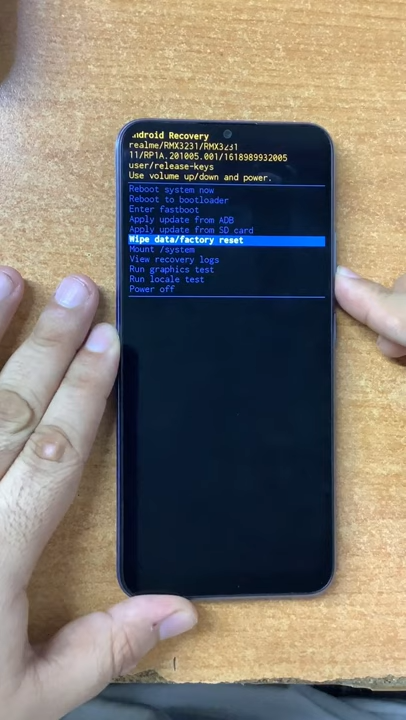 Android Recovery
realme/RMX3231/RMX3231
11/RP1A.201005.001/1618989932005
user/release-keys
Use volume up/down and power.
Reboot system now
Reboot to bootloader
Enter fastboot
Apply update from ADB
Apply update from SD card
Wipe data/factory reset
Mount /system
View recovery logs
Run graphics test
Run locale test
Power off